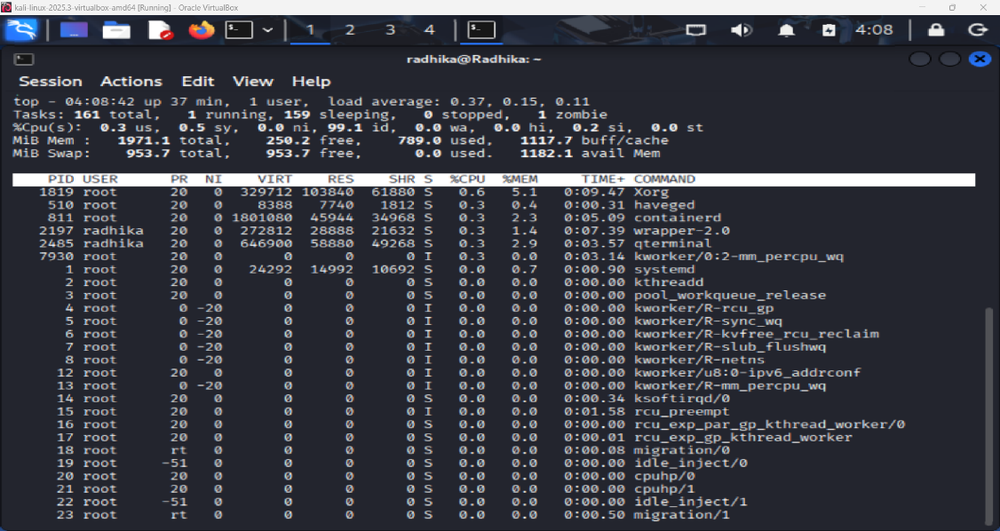 kali-linux-2025.3-virtualbox-amd64 [Running] - Oracle VirtualBox
1 2 3 4 4:08
radhika@Radhika: ~
Session Actions Edit View Help
top - 04:08:42 up 37 min, 1 user, load average: 0.37, 0.15, 0.11
Tasks: 161 total, 1 running, 159 sleeping, 0 stopped, 1 zombie
%Cpu(s): 0.3 us, 0.5 sy, 0.0 ni, 99.1 id, 0.0 wa, 0.0 hi, 0.2 si, 0.0 st
MiB Mem : 1971.1 total, 250.2 free, 789.0 used, 1117.7 buff/cache
MiB Swap: 953.7 total, 953.7 free, 0.0 used. 1182.1 avail Mem
PID USER PR NI VIRT RES SHR S %CPU %MEM TIME+ COMMAND
1819 root 20 0 329712 103840 61880 S 0.6 5.1 0:09.47 Xorg
510 root 20 0 8388 7740 1812 S 0.3 0.4 0:00.31 haveged
811 root 20 0 1801080 45944 34968 S 0.3 2.3 0:05.09 containerd
2197 radhika 20 0 272812 28888 21632 S 0.3 1.4 0:07.39 wrapper-2.0
2485 radhika 20 0 646900 58880 49268 S 0.3 2.9 0:03.57 qterminal
7930 root 20 0 0 0 0 I 0.3 0.0 0:03.14 kworker/0:2-mm_percpu_wq
1 root 20 0 24292 14992 10692 S 0.0 0.7 0:00.90 systemd
2 root 20 0 0 0 0 S 0.0 0.0 0:00.00 kthreadd
3 root 20 0 0 0 0 S 0.0 0.0 0:00.00 pool_workqueue_release
4 root 0 -20 0 0 0 I 0.0 0.0 0:00.00 kworker/R-rcu_gp
5 root 0 -20 0 0 0 I 0.0 0.0 0:00.00 kworker/R-sync_wq
6 root 0 -20 0 0 0 I 0.0 0.0 0:00.00 kworker/R-kvfree_rcu_reclaim
7 root 0 -20 0 0 0 I 0.0 0.0 0:00.00 kworker/R-slub_flushwq
8 root 0 -20 0 0 0 I 0.0 0.0 0:00.00 kworker/R-netns
12 root 20 0 0 0 0 I 0.0 0.0 0:00.00 kworker/u8:0-ipv6_addrconf
13 root 0 -20 0 0 0 I 0.0 0.0 0:00.00 kworker/R-mm_percpu_wq
14 root 20 0 0 0 0 S 0.0 0.0 0:00.34 ksoftirqd/0
15 root 20 0 0 0 0 I 0.0 0.0 0:01.58 rcu_preempt
16 root 20 0 0 0 0 S 0.0 0.0 0:00.00 rcu_exp_par_gp_kthread_worker/0
17 root 20 0 0 0 0 S 0.0 0.0 0:00.01 rcu_exp_gp_kthread_worker
18 root rt 0 0 0 0 S 0.0 0.0 0:00.08 migration/0
19 root -51 0 0 0 0 S 0.0 0.0 0:00.00 idle_inject/0
20 root 20 0 0 0 0 S 0.0 0.0 0:00.00 cpuhp/0
21 root 20 0 0 0 0 S 0.0 0.0 0:00.00 cpuhp/1
22 root -51 0 0 0 0 S 0.0 0.0 0:00.00 idle_inject/1
23 root rt 0 0 0 0 S 0.0 0.0 0:00.50 migration/1